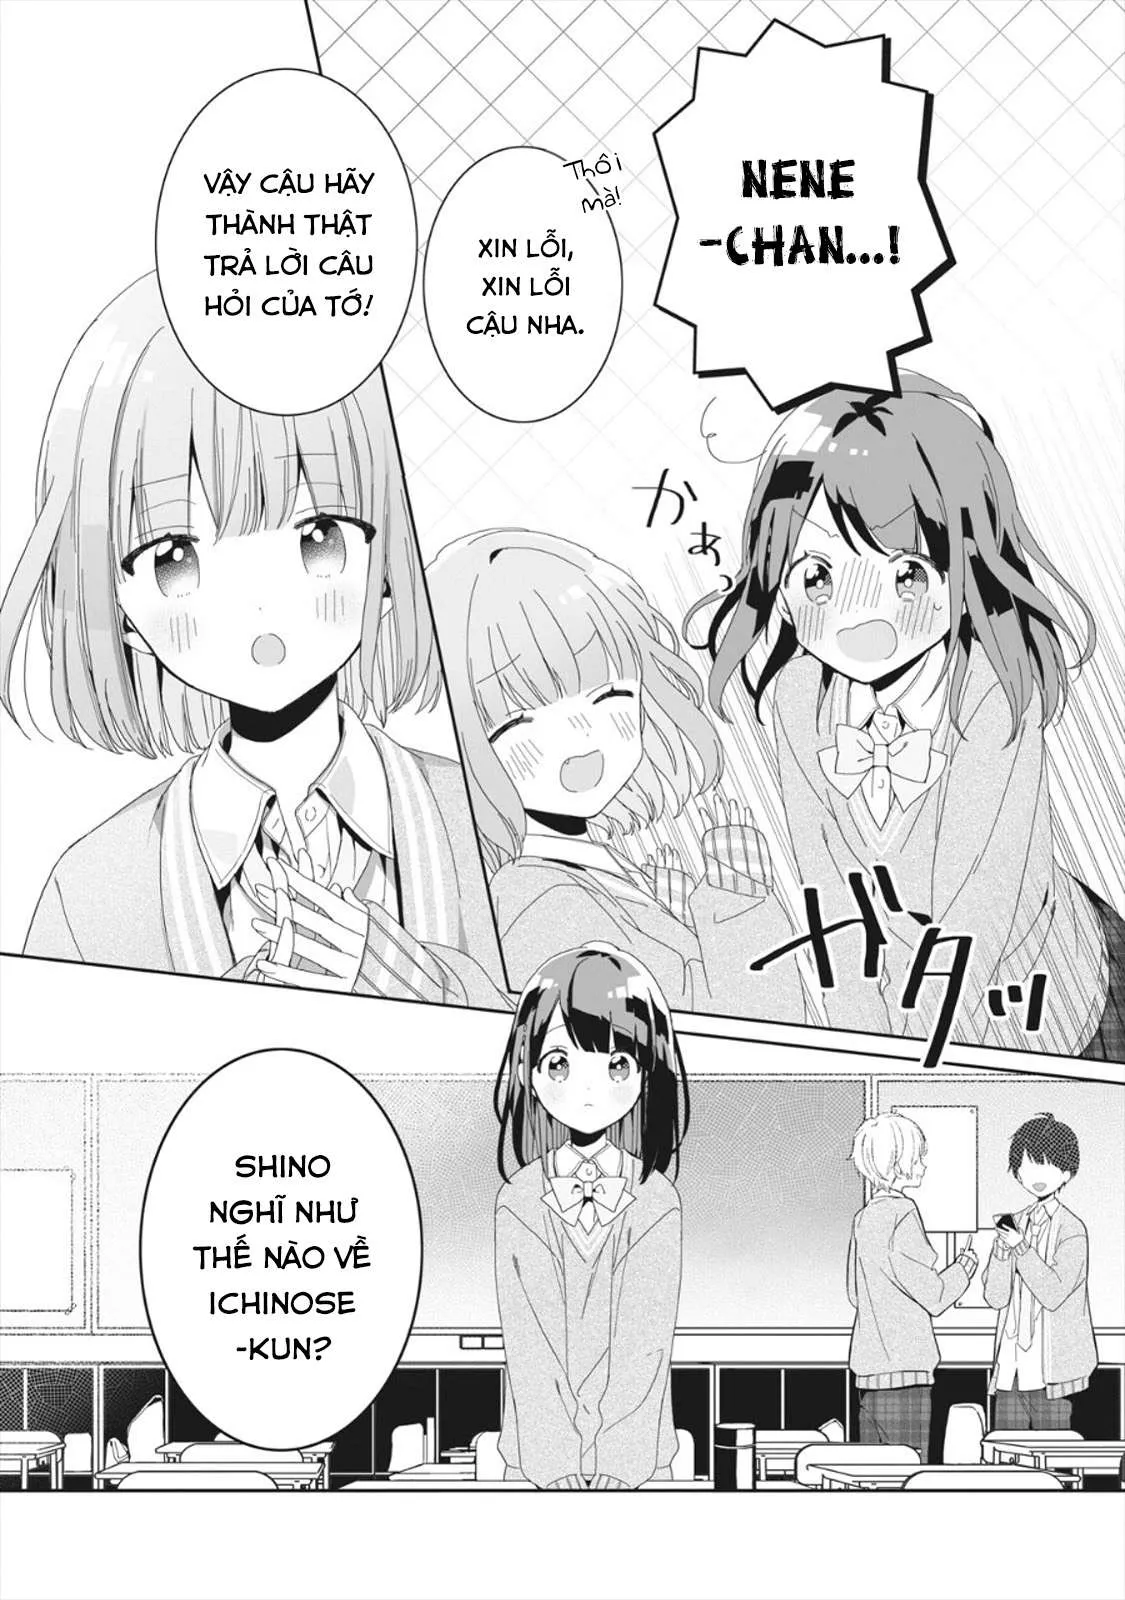 NENE
-CHAN...!
Thôi
mà!
XIN LỖI,
XIN LỖI
CẬU NHA.
VẬY CẬU HÃY
THÀNH THẬT
TRẢ LỜI CÂU
HỎI CỦA TỚ!
かぁぁっ
ガタッ
SHINO
NGHĨ NHƯ
THẾ NÀO VỀ
ICHINOSE
-KUN?